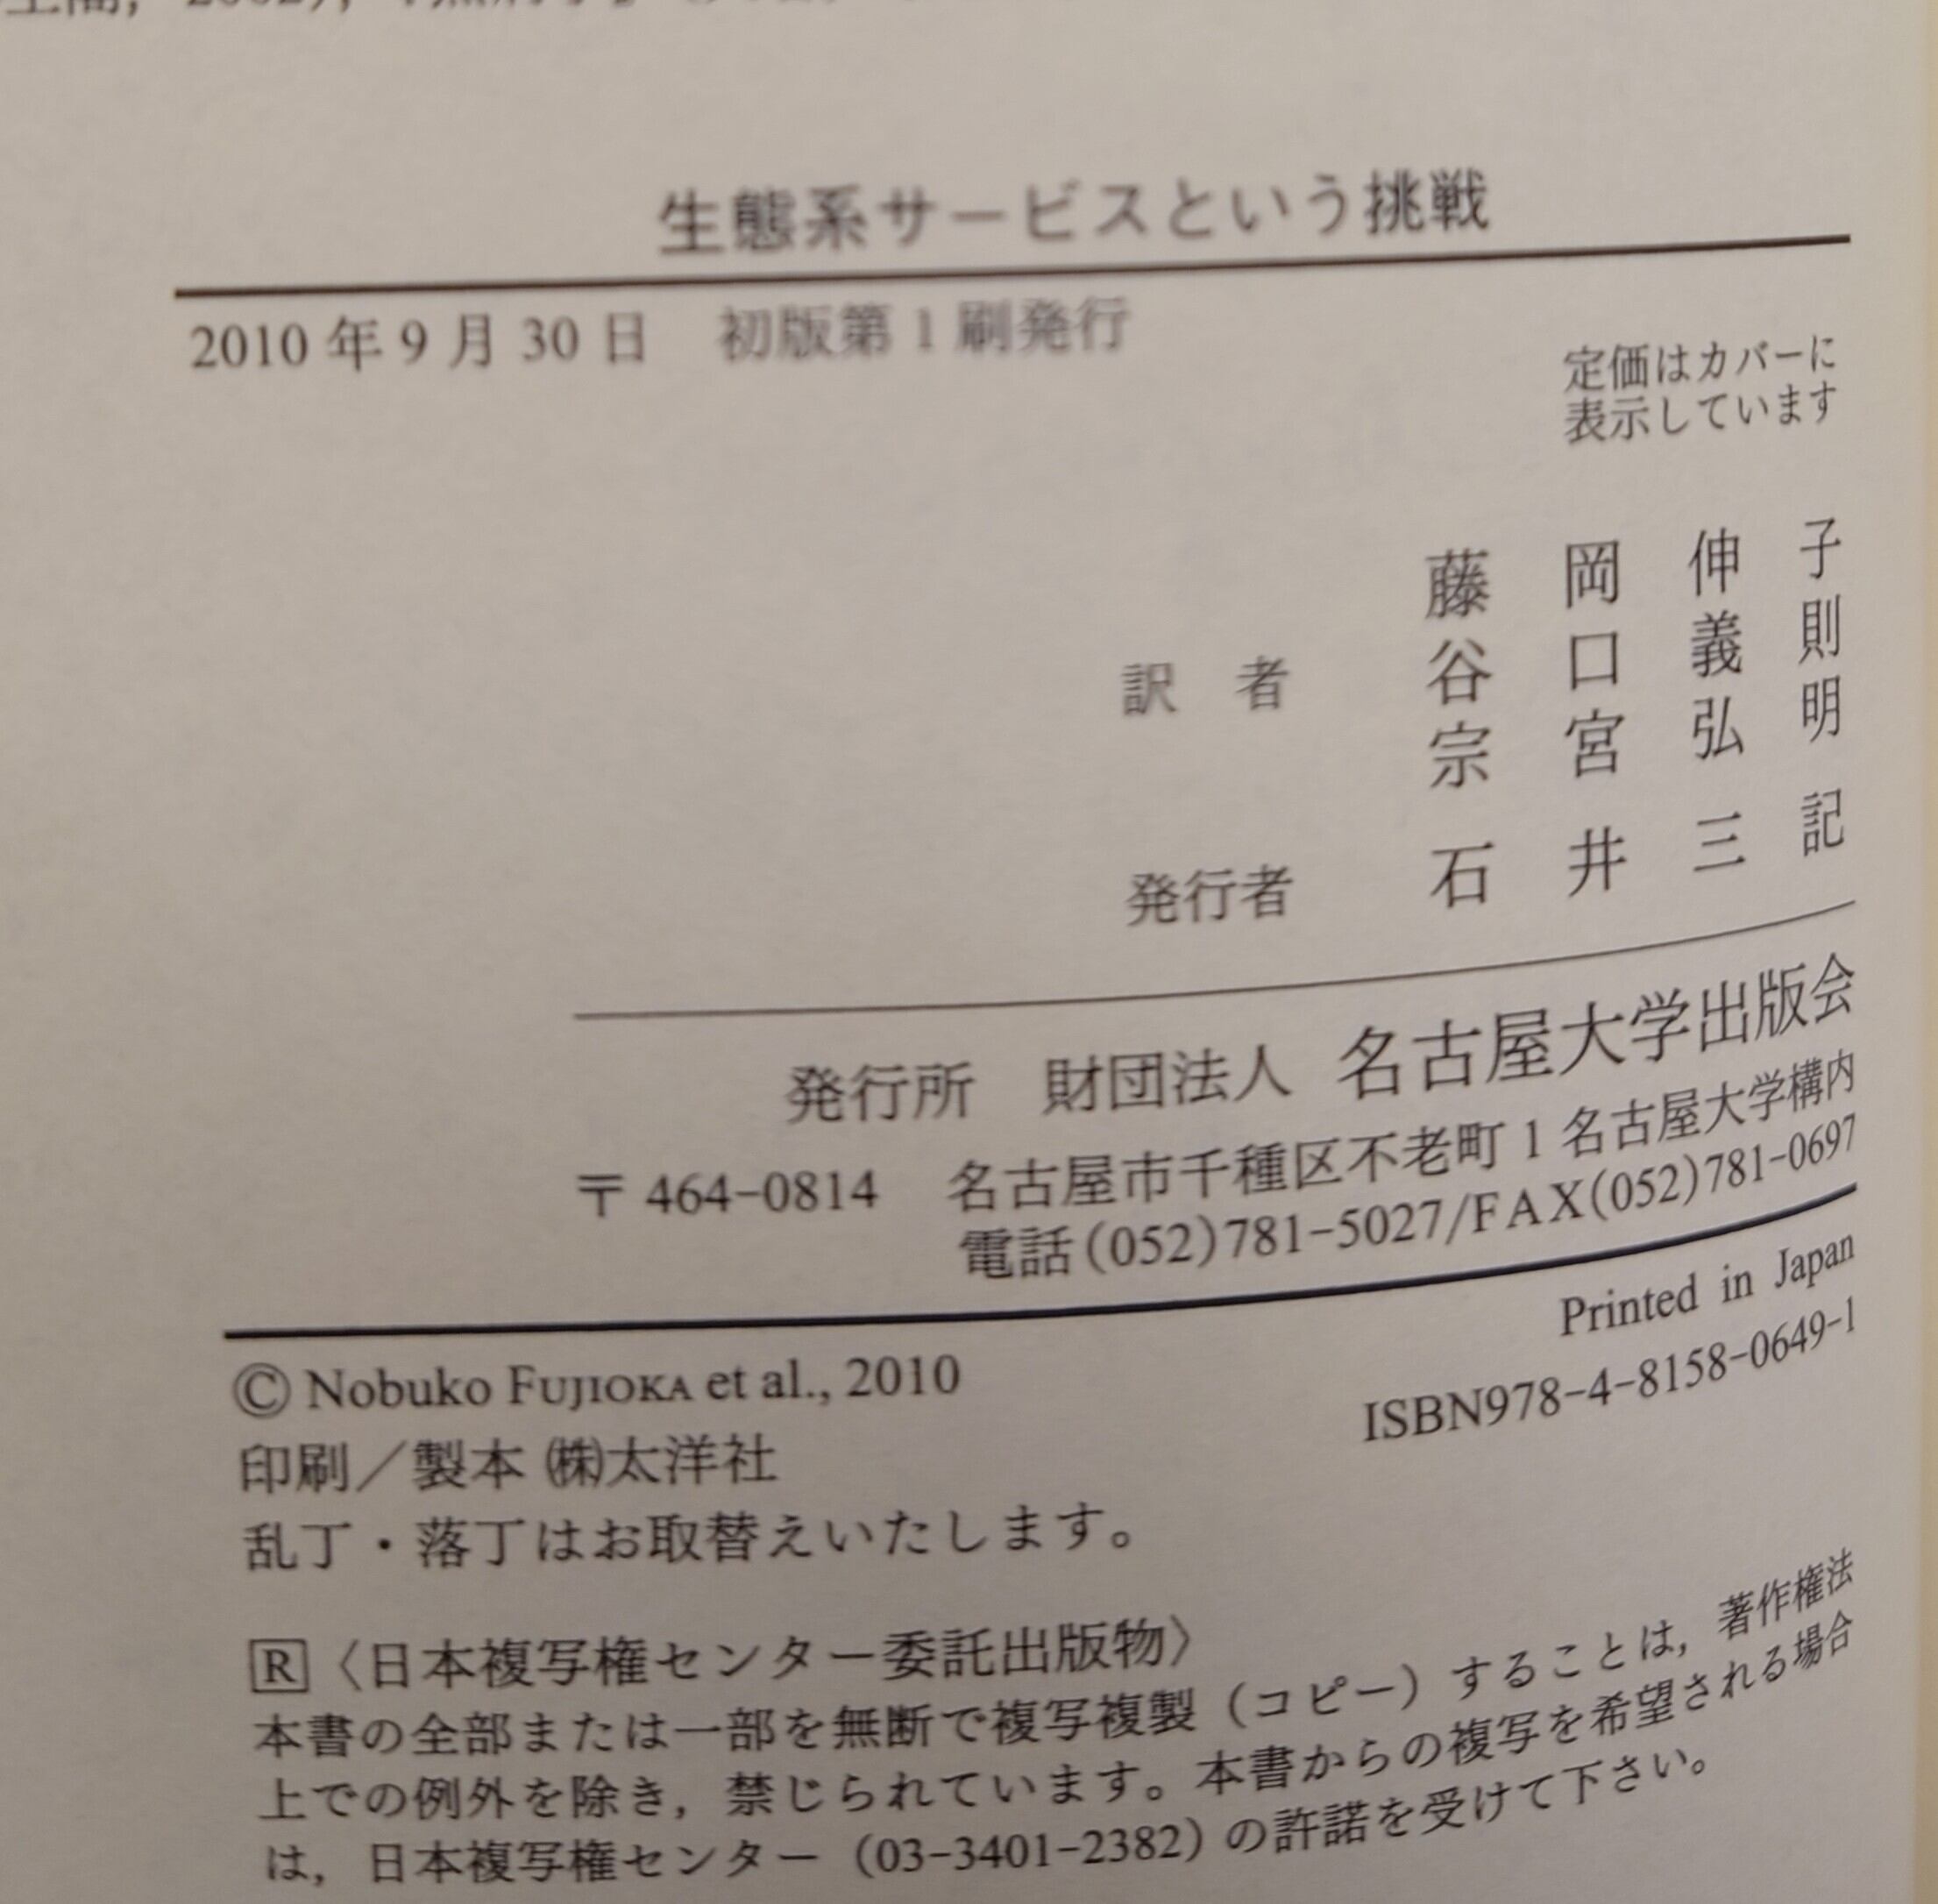 生態系サービスという挑戦
2010年9月30日　初版第1刷発行
定価はカバーに
表示しています
藤岡伸子
訳者　谷口義則
宗宮弘明
発行者　石井三記
発行所　財団法人　名古屋大学出版会
〒464-0814　名古屋市千種区不老町1名古屋大学構内
電話(052)781-5027/FAX(052)781-0697
© Nobuko FUJIOKA et al., 2010
Printed in Japan
印刷／製本 ㈱太洋社
ISBN978-4-8158-0649-1
乱丁・落丁はお取替えいたします。
R〈日本複写権センター委託出版物〉
本書の全部または一部を無断で複写複製（コピー）することは，著作権法
上での例外を除き，禁じられています。本書からの複写を希望される場合
は，日本複写権センター（03-3401-2382）の許諾を受けて下さい。